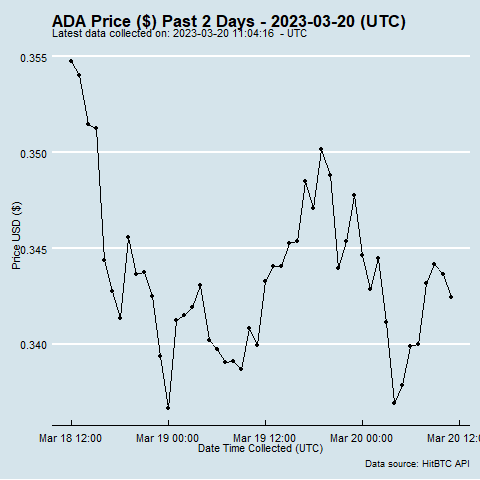 ADA Price ($) Past 2 Days - 2023-03-20 (UTC)
Latest data collected on: 2023-03-20 11:04:16 - UTC
0.355
0.350
0.345
0.340
Price USD ($)
Mar 18 12:00 Mar 19 00:00 Mar 19 12:00 Mar 20 00:00 Mar 20 12:0
Date Time Collected (UTC)
Data source: HitBTC API